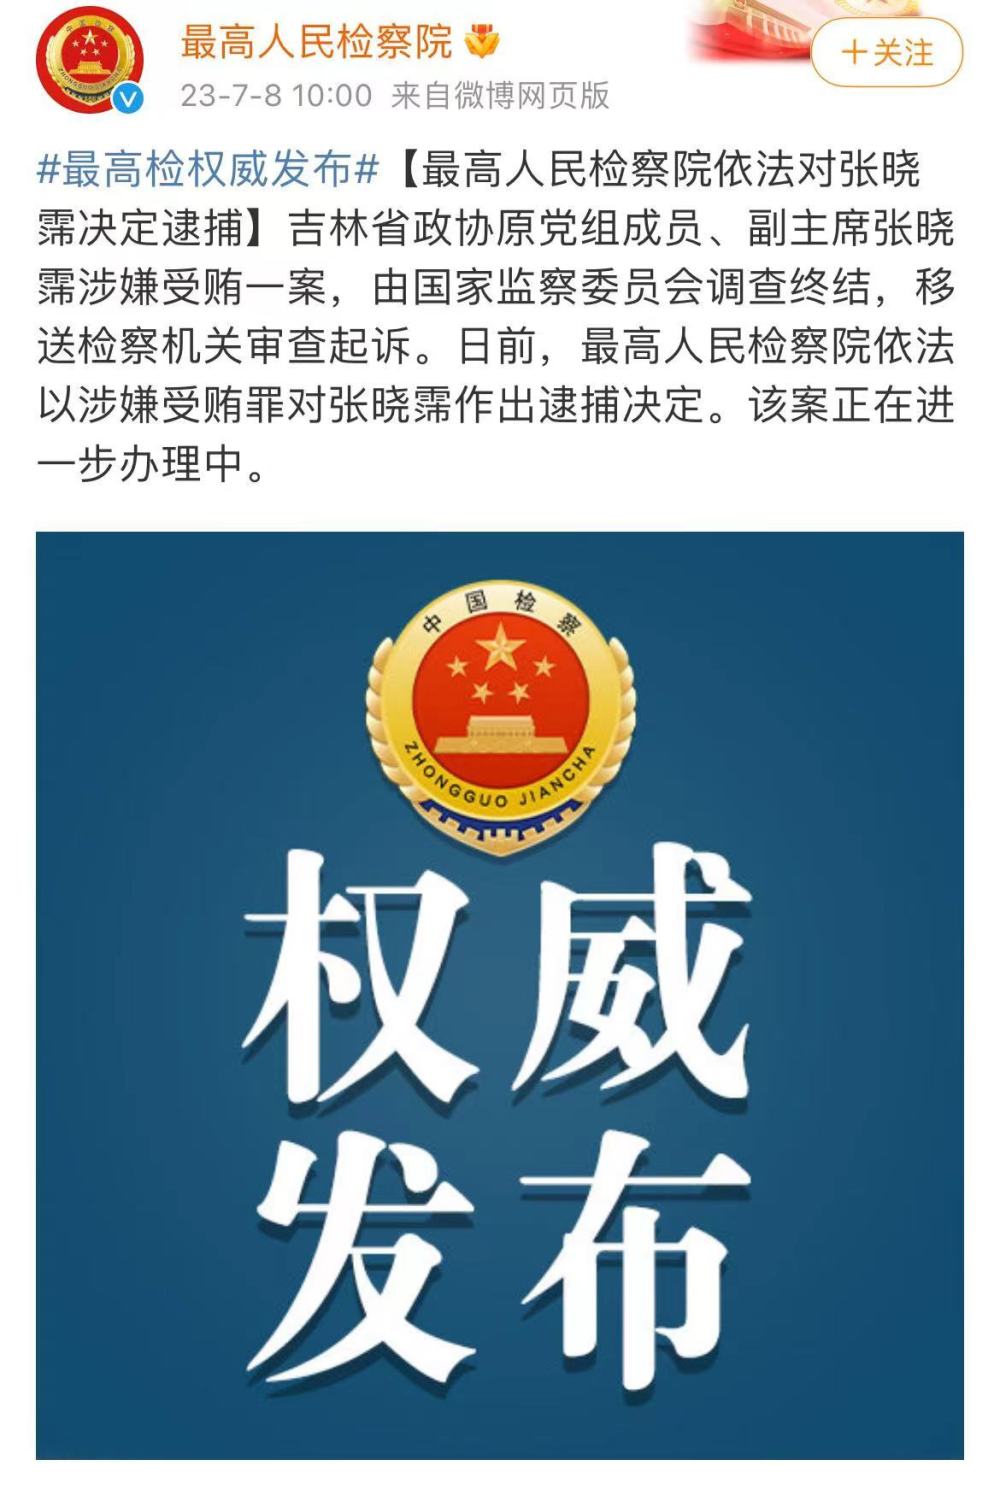 最高人民检察院
+关注
23-7-8 10:00 来自微博网页版
#最高检权威发布#【最高人民检察院依法对张晓
霈决定逮捕】吉林省政协原党组成员、副主席张晓
霈涉嫌受贿一案，由国家监察委员会调查终结，移
送检察机关审查起诉。日前，最高人民检察院依法
以涉嫌受贿罪对张晓霈作出逮捕决定。该案正在进
一步办理中。
中国检察
ZHONGGUO JIANCHA
权威
发布